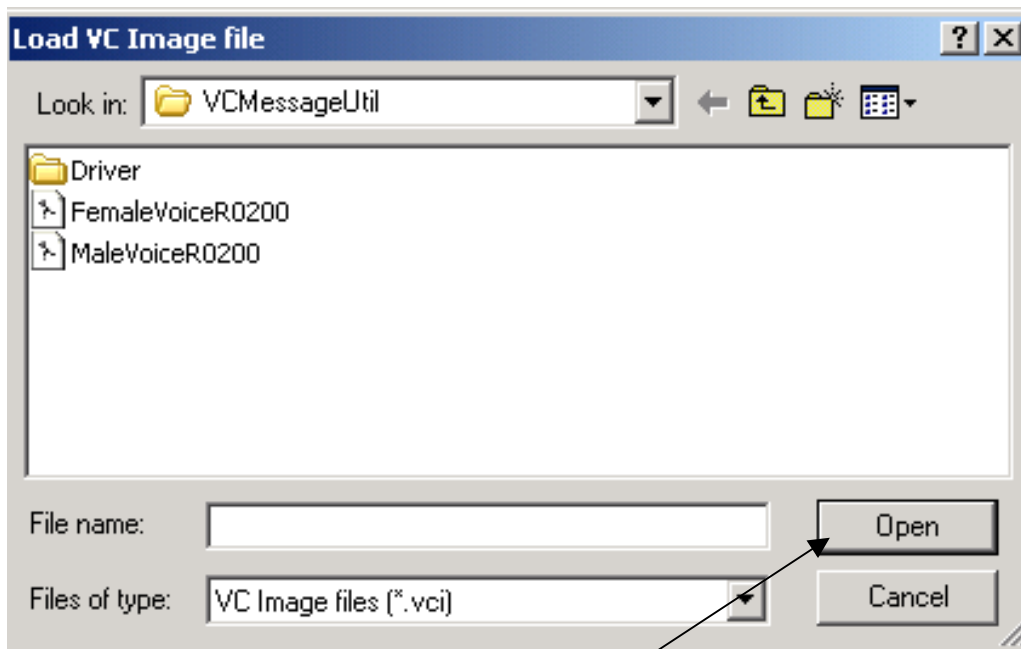 Load VC Image file
Look in: VCMessageUtil
Driver
FemaleVoiceR0200
MaleVoiceR0200
File name: Open
Files of type: VC Image files (*.vci) Cancel